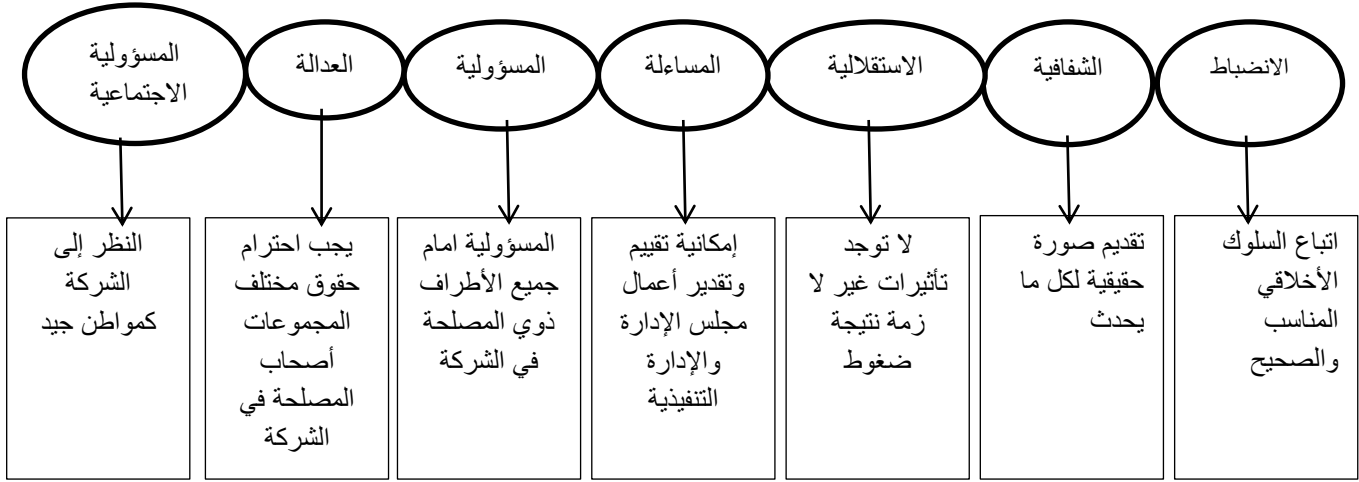 الانضباط
الشفافية
الاستقلالية
المساءلة
المسؤولية
العدالة
المسؤولية
الاجتماعية
اتباع السلوك
الأخلاقي
المناسب
والصحيح
تقديم صورة
حقيقية لكل ما
يحدث
لا توجد
تأثيرات غير لا
زمة نتيجة
ضغوط
إمكانية تقييم
وتقدير أعمال
مجلس الإدارة
والإدارة
التنفيذية
المسؤولية امام
جميع الأطراف
ذوي المصلحة
في الشركة
يجب احترام
حقوق مختلف
المجموعات
أصحاب
المصلحة في
الشركة
النظر إلى
الشركة
كمواطن جيد